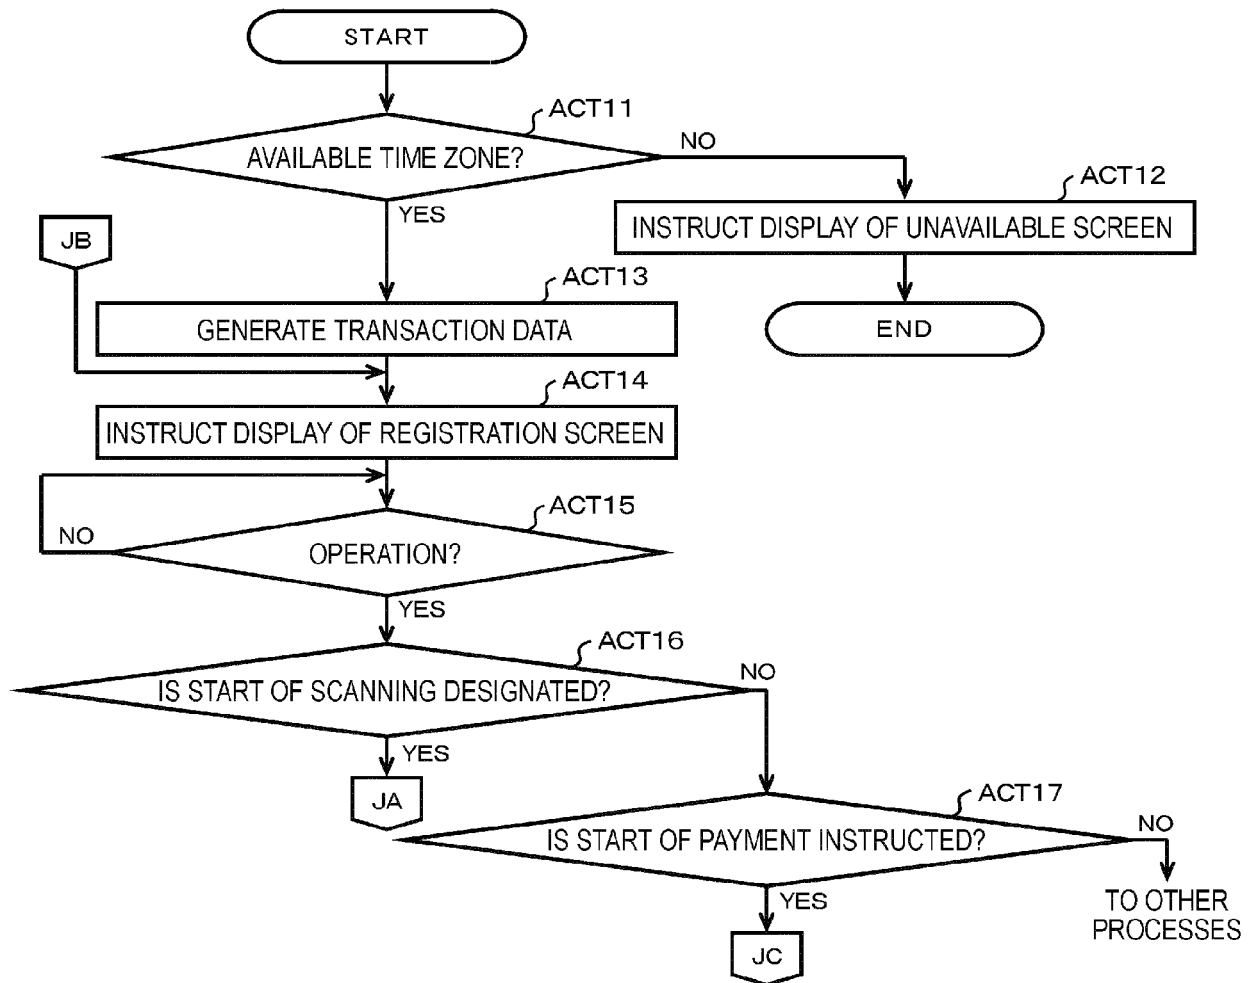 START
ACT11
AVAILABLE TIME ZONE?
NO
YES
ACT12
INSTRUCT DISPLAY OF UNAVAILABLE SCREEN
END
JB
ACT13
GENERATE TRANSACTION DATA
ACT14
INSTRUCT DISPLAY OF REGISTRATION SCREEN
ACT15
OPERATION?
NO
YES
ACT16
IS START OF SCANNING DESIGNATED?
NO
YES
JA
ACT17
IS START OF PAYMENT INSTRUCTED?
NO
TO OTHER
PROCESSES
YES
JC